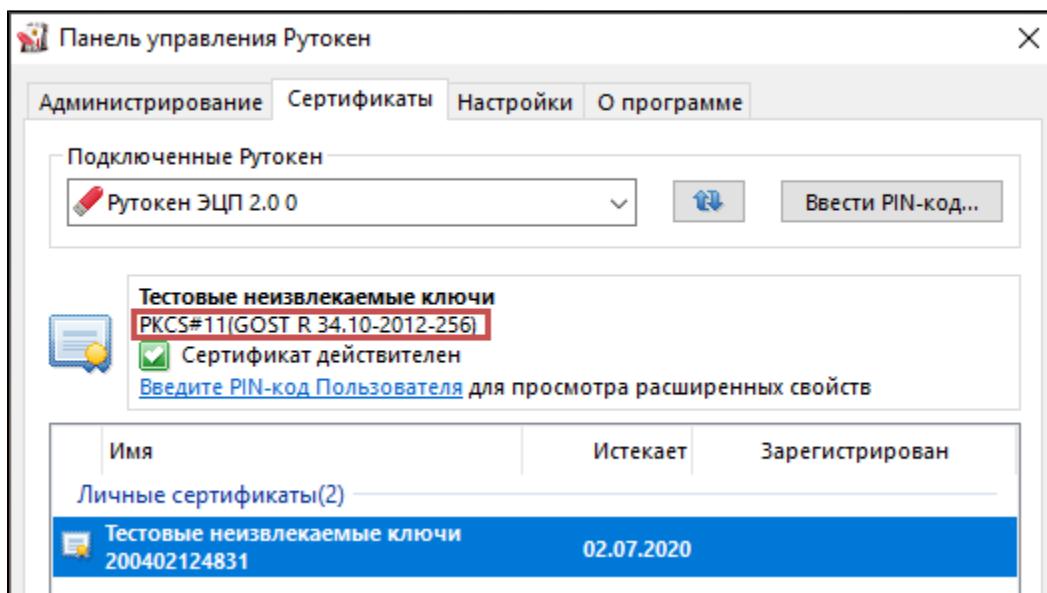 Панель управления Рутокен
Администрирование Сертификаты Настройки О программе
Подключенные Рутокен
Рутокен ЭЦП 2.0 0 Ввести PIN-код...
Тестовые неизвлекаемые ключи
PKCS#11(GOST R 34.10-2012-256)
Сертификат действителен
Введите PIN-код Пользователя для просмотра расширенных свойств
Имя Истекает Зарегистрирован
Личные сертификаты(2)
Тестовые неизвлекаемые ключи
200402124831 02.07.2020